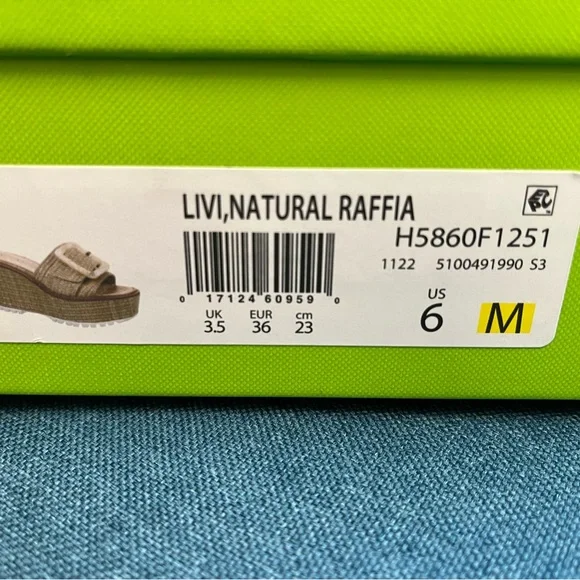 LIVI,NATURAL RAFFIA
H5860F1251
1122 5100491990 S3
0 17124 60959 0
UK EUR cm
3.5 36 23
US
6 M